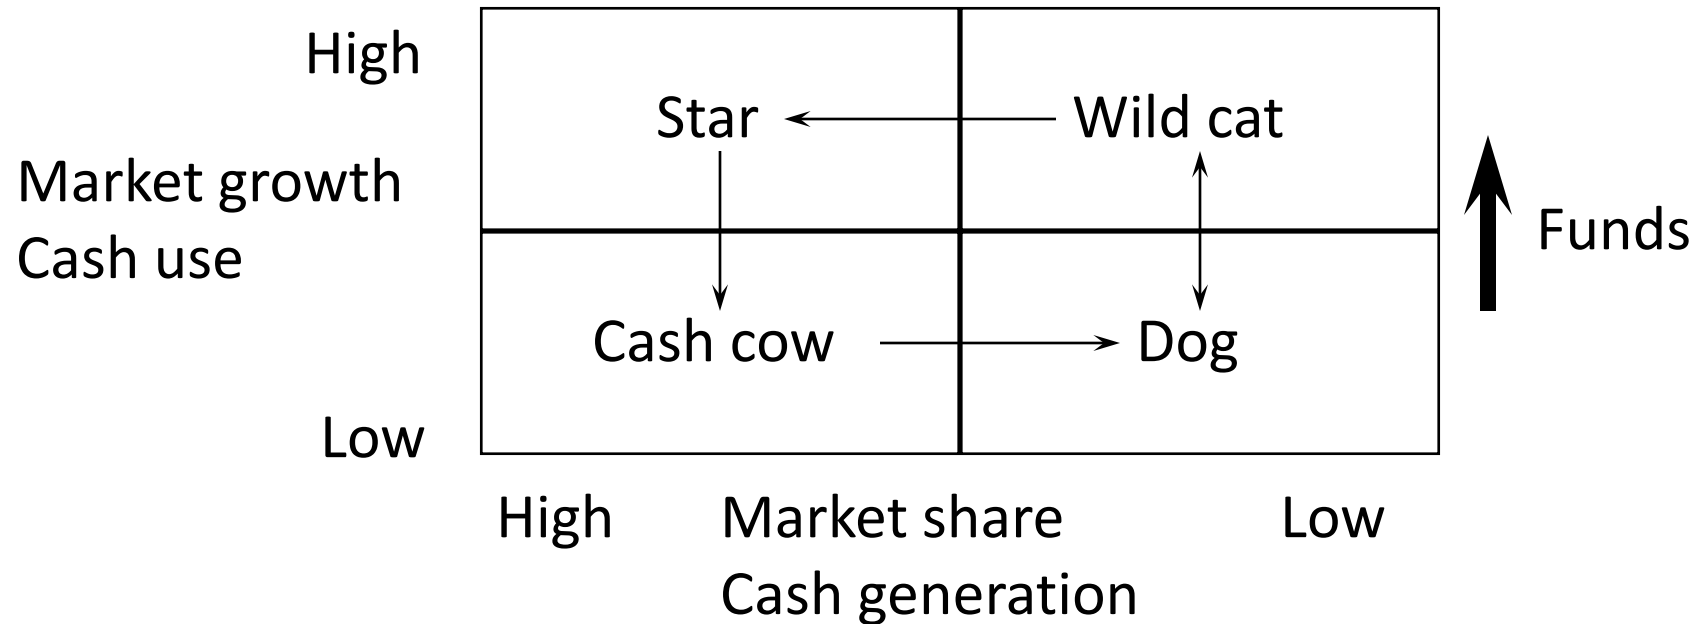 High
Star
Wild cat
Market growth
Cash use
Funds
Cash cow
Dog
Low
High
Market share
Low
Cash generation